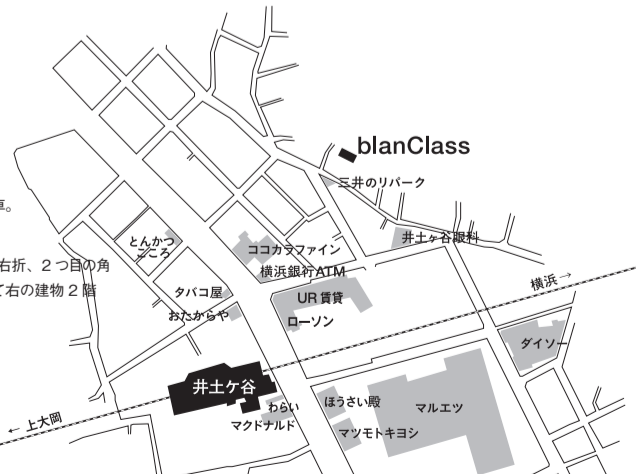 blanClass
三井のリパーク
車。
井土ヶ谷眼科
とんかつ
こころ
ココカラファイン
右折、2つ目の角
横浜銀行ATM
横浜→
て右の建物2階
タバコ屋
UR賃貸
おたからや
ローソン
ダイソー
井土ケ谷
わらい
ほうさい殿
マルエツ
←上大岡
マクドナルド
マツモトキヨシ